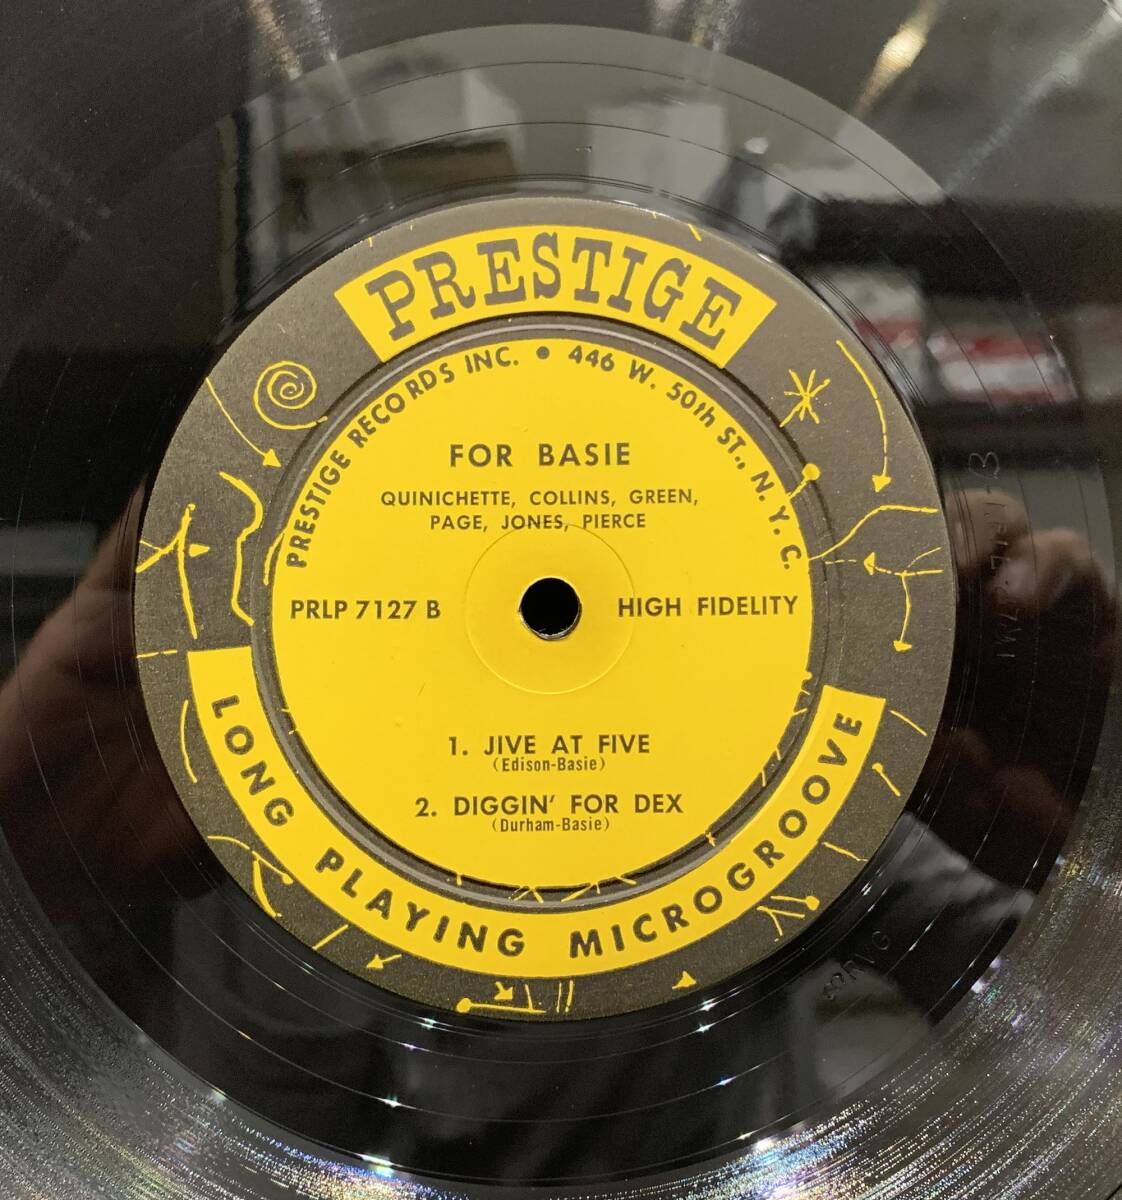 PRESTIGE
PRESTIGE RECORDS INC. • 446 W. 50th ST., N. Y. C.
FOR BASIE
QUINICHETTE, COLLINS, GREEN,
PAGE, JONES, PIERCE
PRLP 7127 B
HIGH FIDELITY
1. JIVE AT FIVE
(Edison-Basie)
2. DIGGIN' FOR DEX
(Durham-Basie)
LONG PLAYING MICROGROOVE
RVG